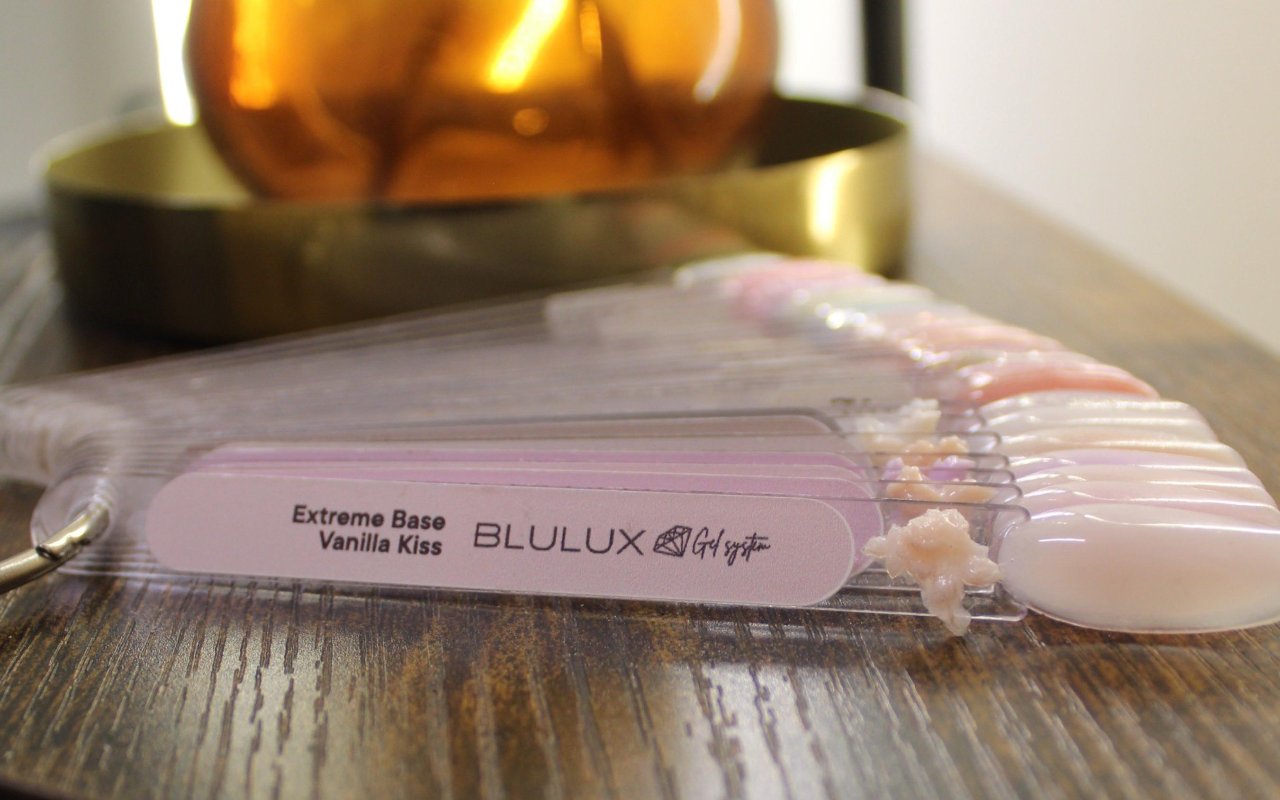 Extreme Base
Vanilla Kiss
BLULUX Gel system